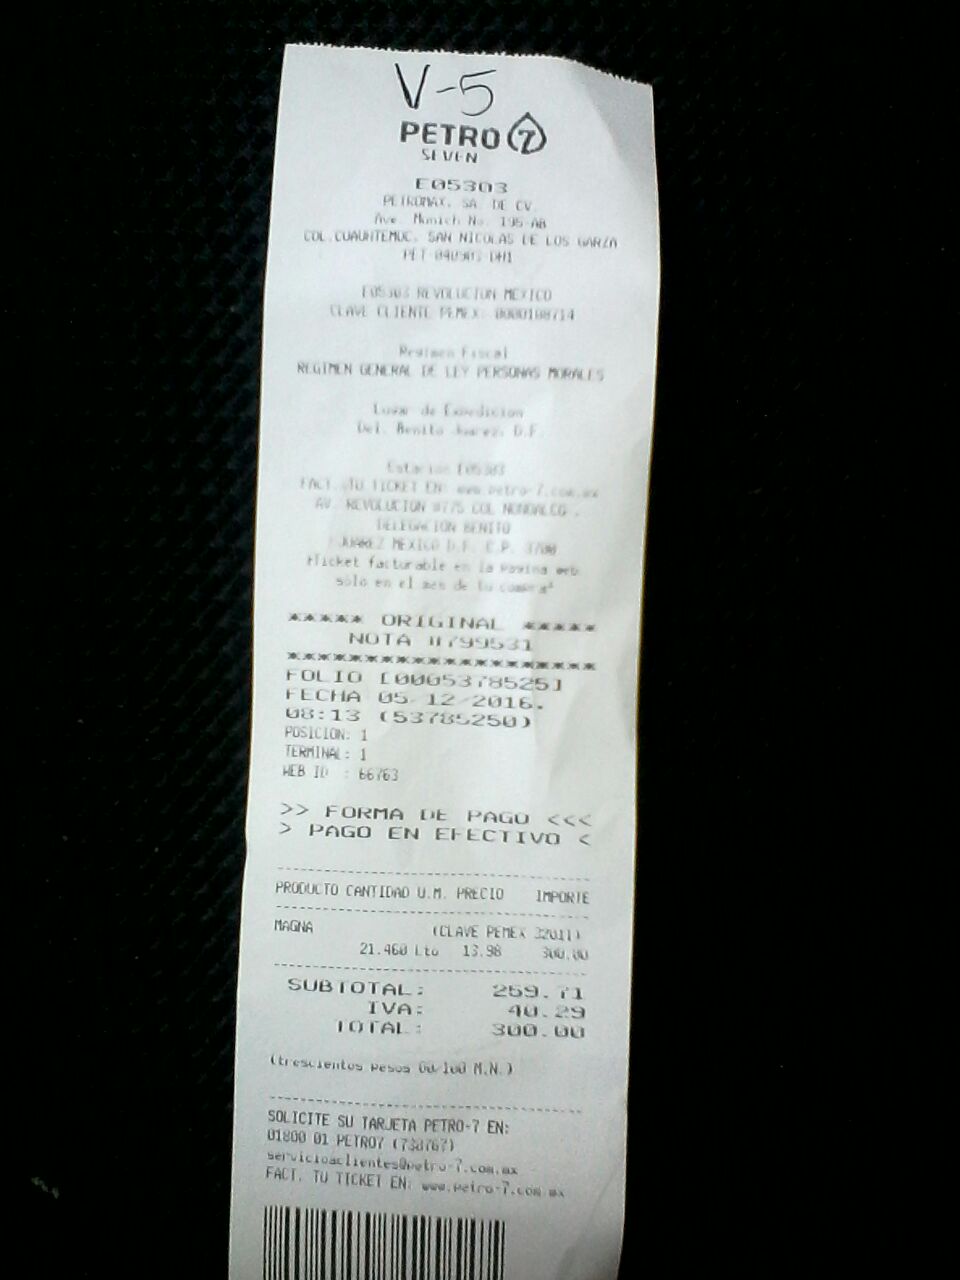 V-5
PETRO 7
SEVEN
E05303
PETROMAX, SA. DE CV.
Ave. Munich No. 195-AB
COL.CUAUHTEMOC, SAN NICOLAS DE LOS GARZA
PET
E05303 REVOLUCION MEXICO
CLAVE CLIENTE PEMEX: 0000108714
Regimen Fiscal
REGIMEN GENERAL DE LEY PERSONAS MORALES
Lugar de Expedicion
Del. Benito Juarez, D.F.
Estacion E05303
FACT. TU TICKET EN: www.petro-7.com.mx
AV. REVOLUCION #775 COL NONOALCO .
DELEGACION BENITO
JUAREZ MEXICO D.F. C.P. 3700
*Ticket facturable en la pagina web
solo en el mes de tu compra*
***** ORIGINAL *****
NOTA #799531
**********************
FOLIO [0005378525]
FECHA 05/12/2016.
08:13 (53785250)
POSICION: 1
TERMINAL: 1
WEB ID : 66763
>> FORMA DE PAGO <<<
> PAGO EN EFECTIVO <
PRODUCTO CANTIDAD U.M. PRECIO IMPORTE
MAGNA (CLAVE PEMEX 32011)
21.460 Lto 13.98 300.00
SUBTOTAL: 259.71
IVA: 40.29
TOTAL: 300.00
(trescientos pesos 00/100 M.N.)
SOLICITE SU TARJETA PETRO-7 EN:
01800 01 PETRO7 (738767)
servicioaclientes@petro-7.com.mx
FACT. TU TICKET EN: www.petro-7.com.mx